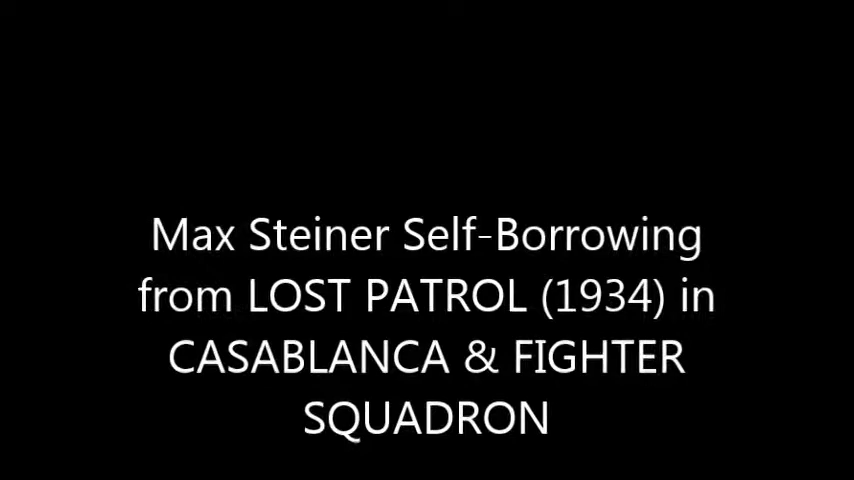 Max Steiner Self-Borrowing
from LOST PATROL (1934) in
CASABLANCA & FIGHTER
SQUADRON